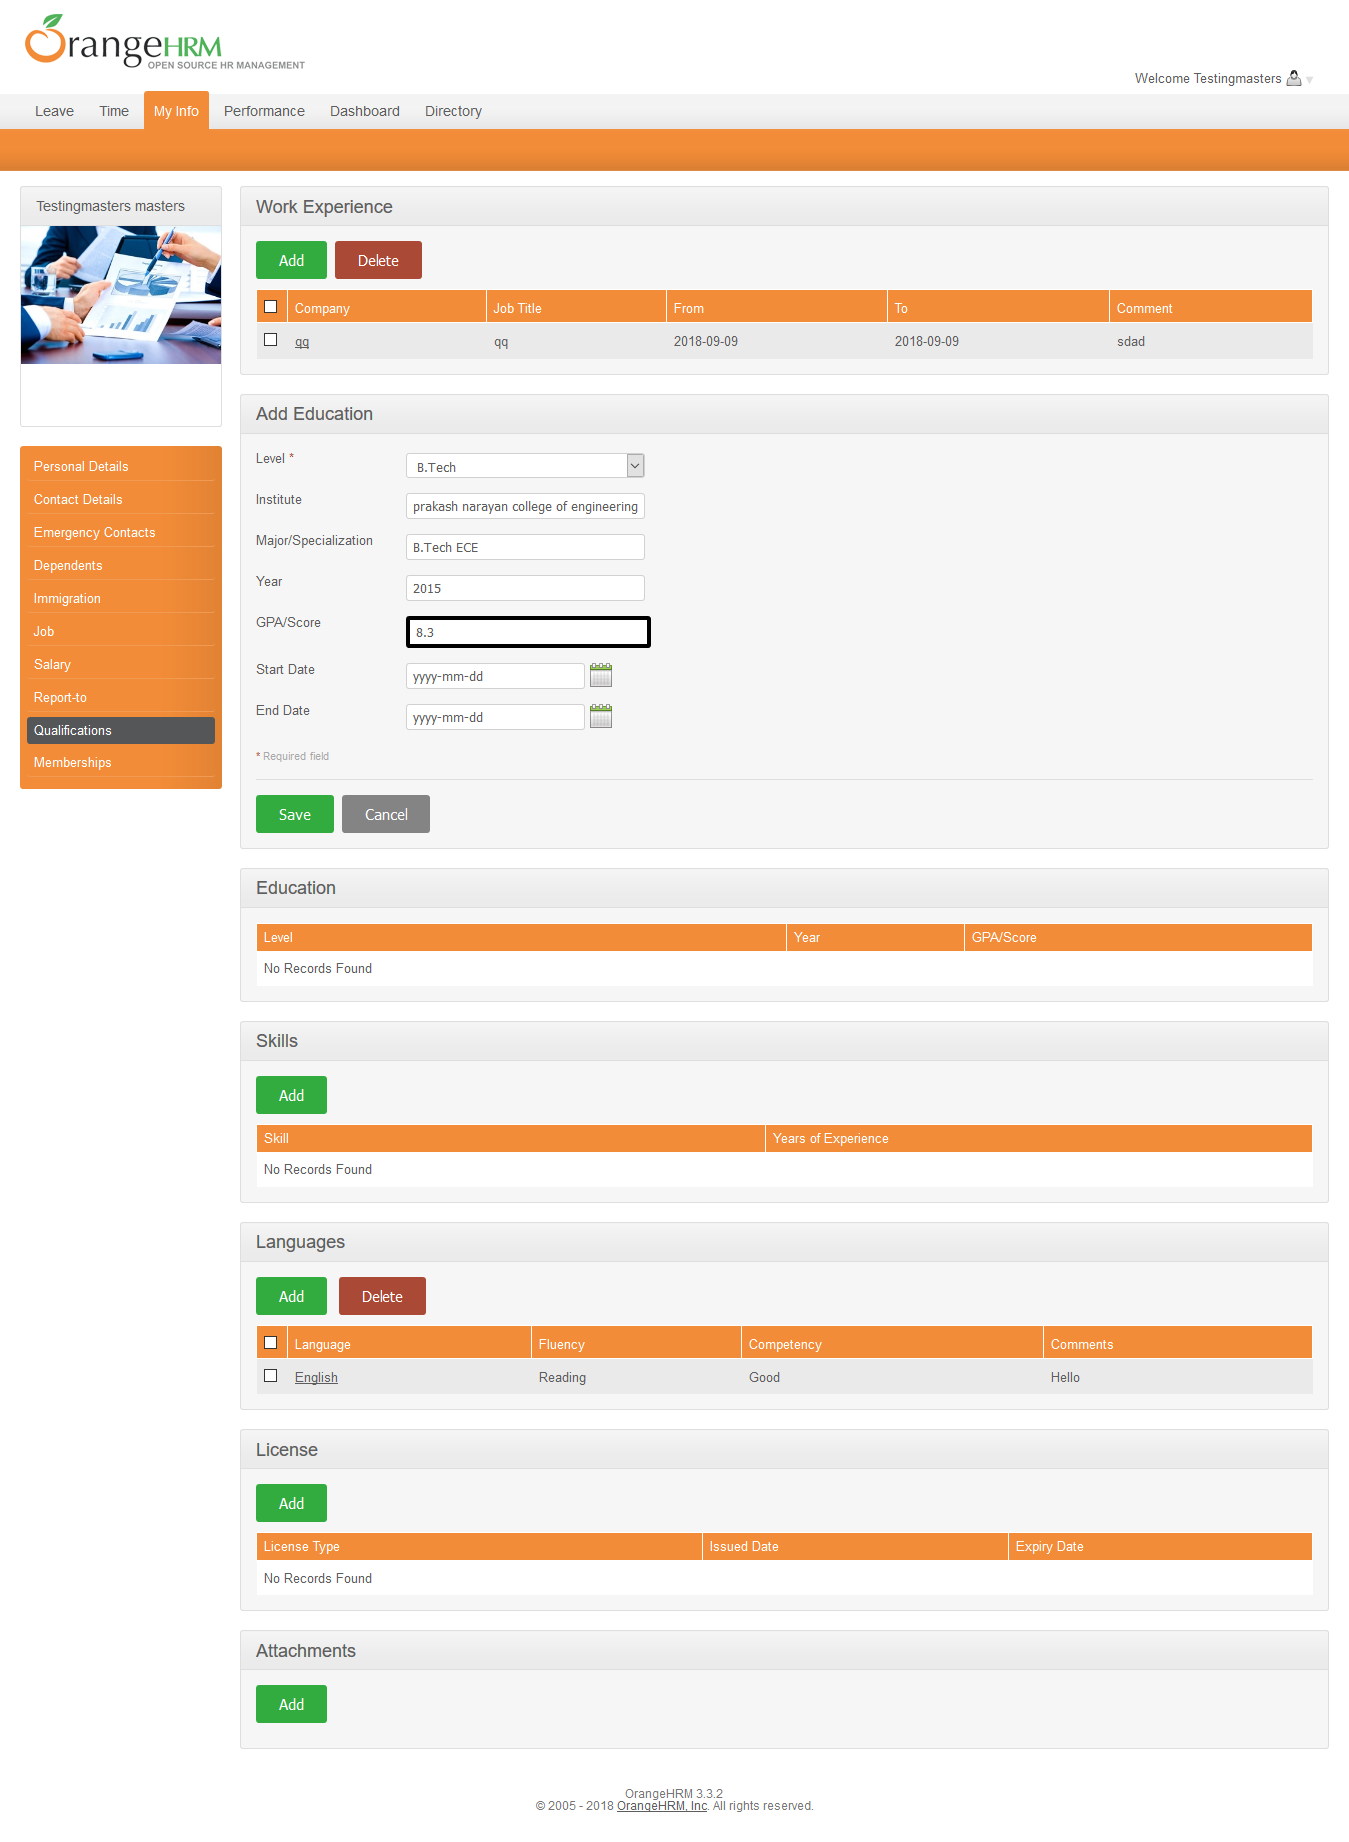 OrangeHRM
OPEN SOURCE HR MANAGEMENT
Welcome Testingmasters
Leave Time My Info Performance Dashboard Directory
Testingmasters masters
Personal Details
Contact Details
Emergency Contacts
Dependents
Immigration
Job
Salary
Report-to
Qualifications
Memberships
Work Experience
Add Delete
Company Job Title From To Comment
qq qq 2018-09-09 2018-09-09 sdad
Add Education
Level * B.Tech
Institute prakash narayan college of engineering
Major/Specialization B.Tech ECE
Year 2015
GPA/Score 8.3
Start Date yyyy-mm-dd
End Date yyyy-mm-dd
* Required field
Save Cancel
Education
Level Year GPA/Score
No Records Found
Skills
Add
Skill Years of Experience
No Records Found
Languages
Add Delete
Language Fluency Competency Comments
English Reading Good Hello
License
Add
License Type Issued Date Expiry Date
No Records Found
Attachments
Add
OrangeHRM 3.3.2
© 2005 - 2018 OrangeHRM, Inc. All rights reserved.